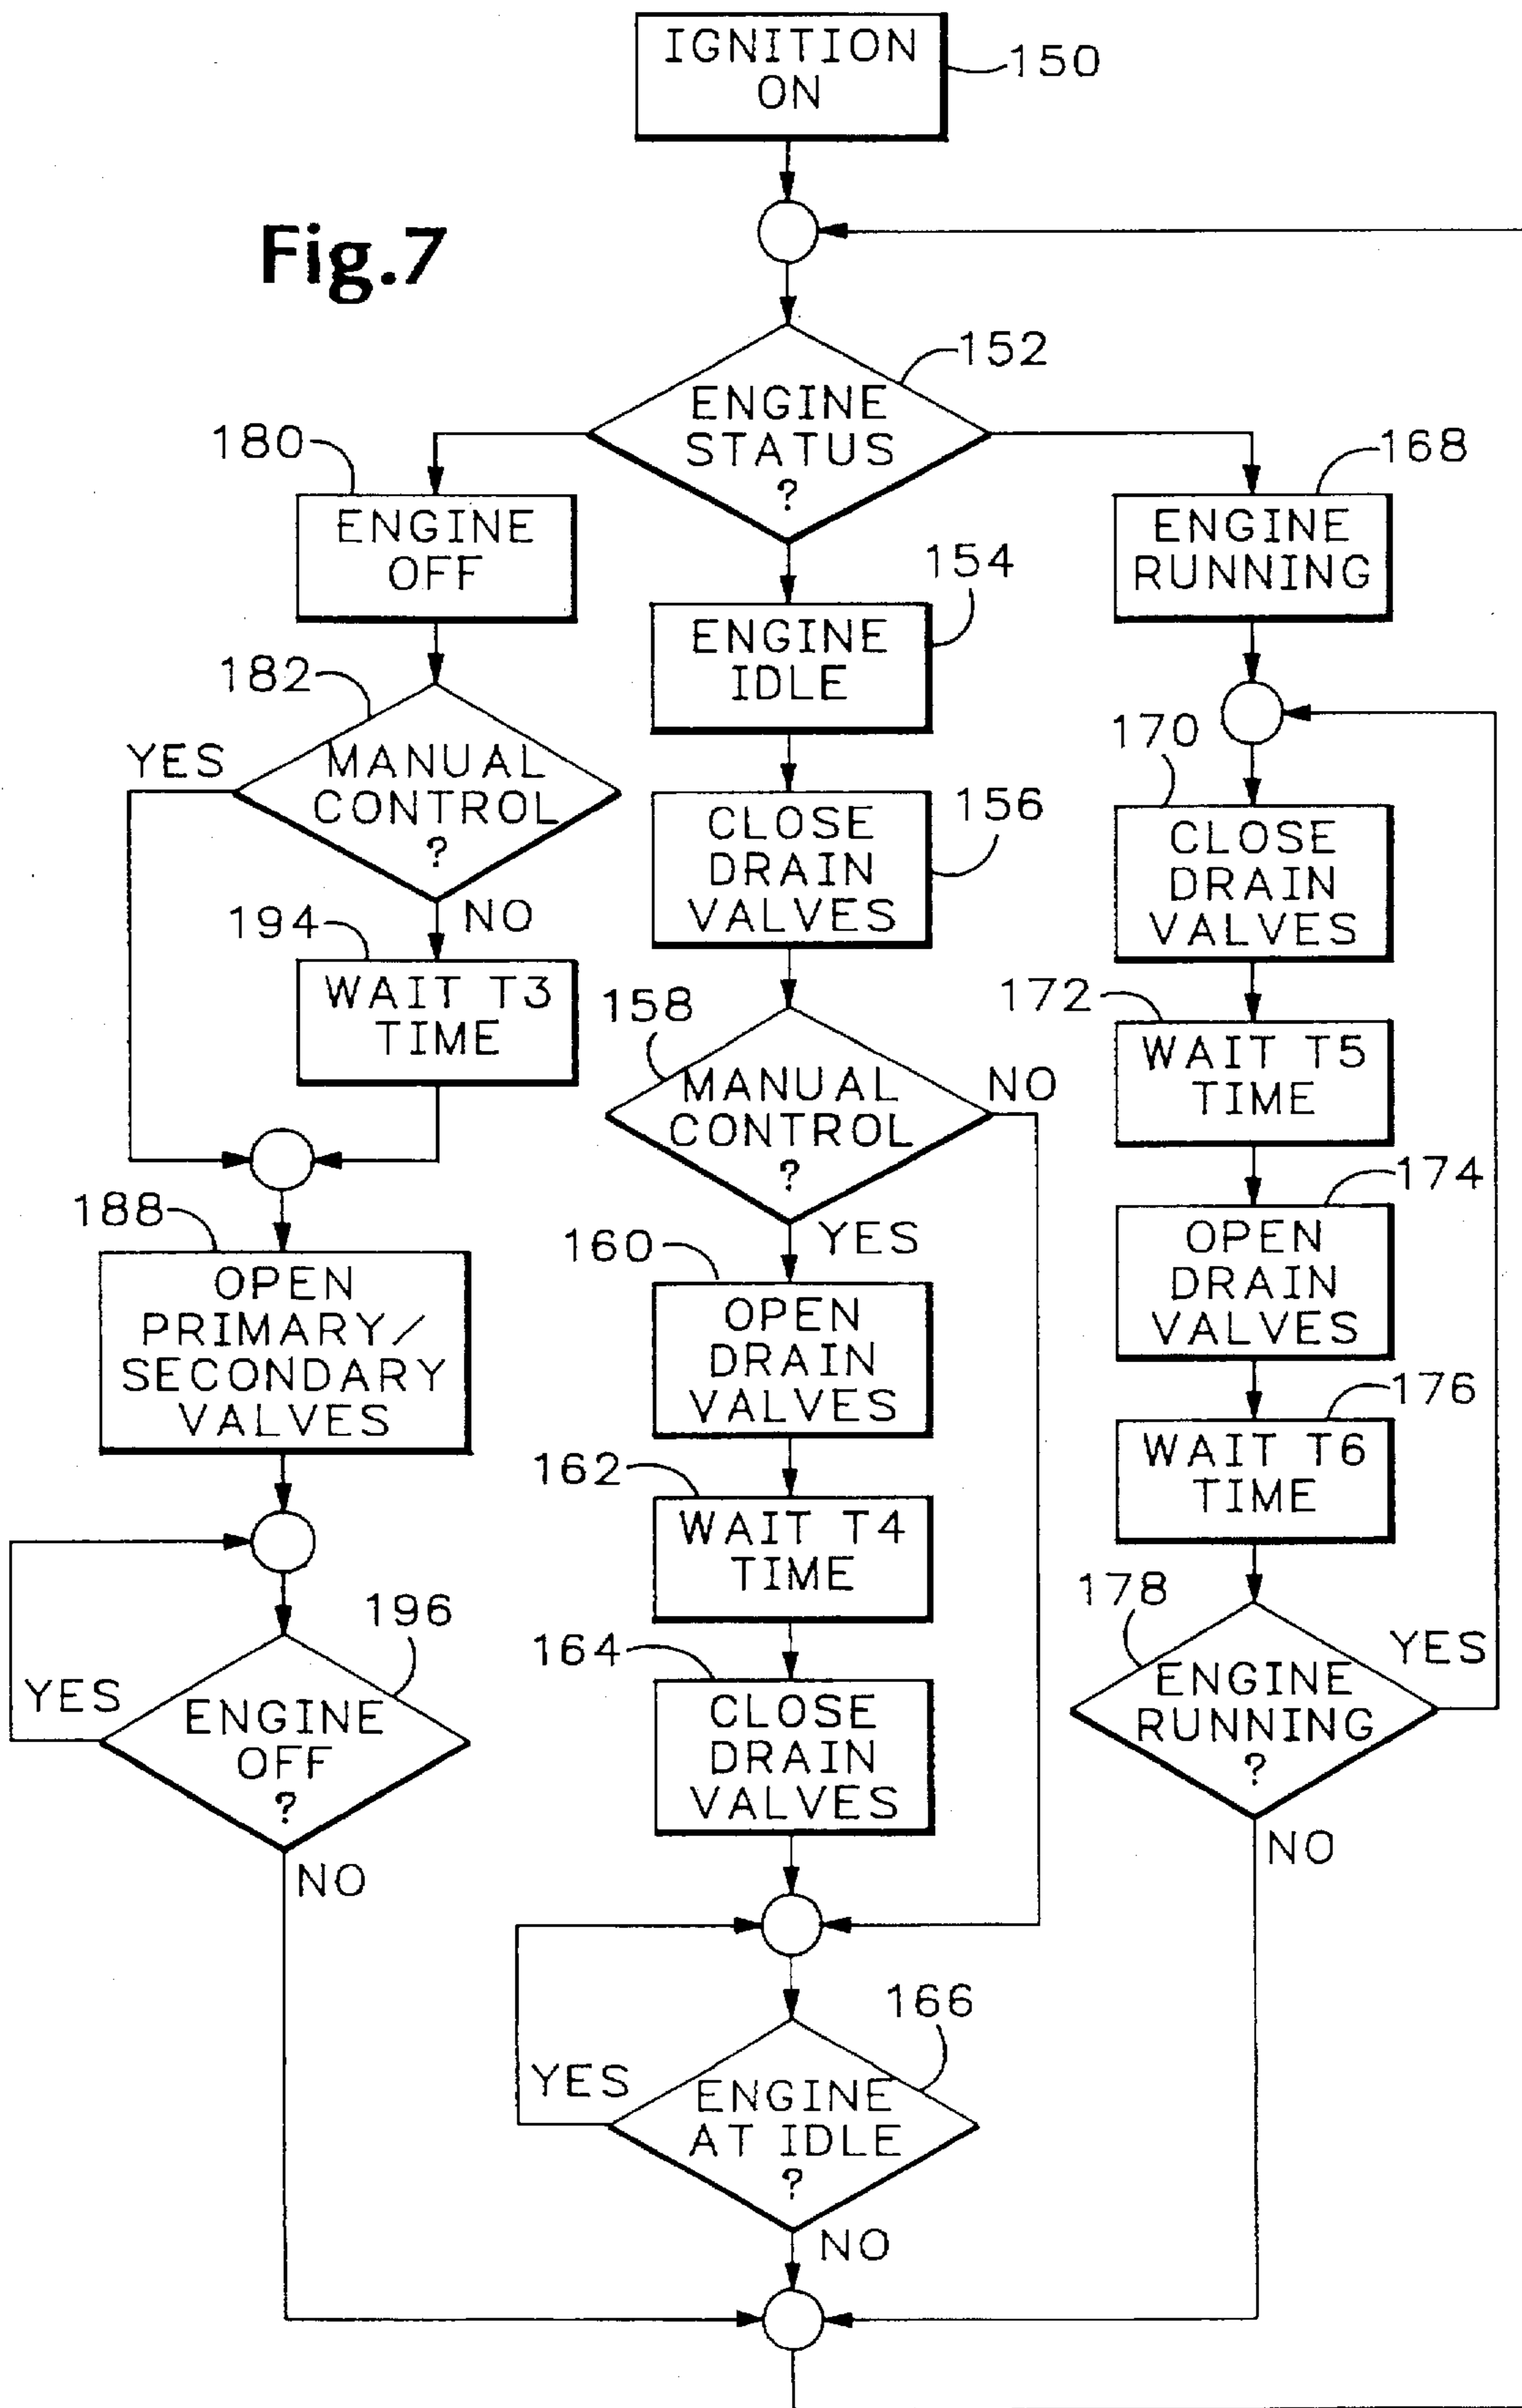 IGNITION
ON
150
Fig.7
152
ENGINE
STATUS
?
180
ENGINE
OFF
182
YES
MANUAL
CONTROL
?
NO
194
WAIT T3
TIME
188
OPEN
PRIMARY/
SECONDARY
VALVES
196
YES
ENGINE
OFF
?
NO
154
ENGINE
IDLE
156
CLOSE
DRAIN
VALVES
158
MANUAL
CONTROL
?
NO
YES
160
OPEN
DRAIN
VALVES
162
WAIT T4
TIME
164
CLOSE
DRAIN
VALVES
166
YES
ENGINE
AT IDLE
?
NO
168
ENGINE
RUNNING
170
CLOSE
DRAIN
VALVES
172
WAIT T5
TIME
174
OPEN
DRAIN
VALVES
176
WAIT T6
TIME
178
YES
ENGINE
RUNNING
?
NO